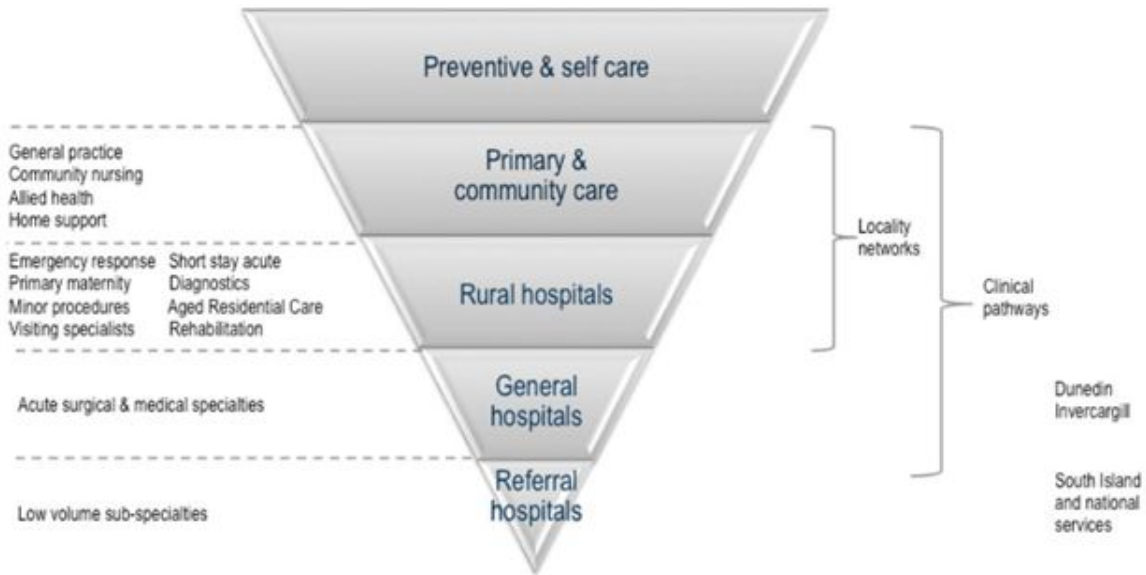 Preventive & self care
General practice
Community nursing
Allied health
Home support
Primary &
community care
Locality
networks
Emergency response Short stay acute
Primary maternity Diagnostics
Minor procedures Aged Residential Care
Visiting specialists Rehabilitation
Rural hospitals
Clinical
pathways
Acute surgical & medical specialties
General
hospitals
Dunedin
Invercargill
Low volume sub-specialties
Referral
hospitals
South Island
and national
services